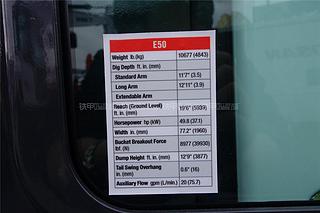 E50
Weight lb.(kg) 10677 (4843)
Dig Depth ft. in. (mm)
Standard Arm 11'7" (3.5)
Long Arm 12'11" (3.9)
Extendable Arm
Reach (Ground Level) ft. in. (mm) 19'6" (5939)
Horsepower hp (kW) 49.8 (37.1)
Width in. (mm) 77.2 (1960)
Bucket Breakout Force lbf. (N) 8977 (39930)
Dump Height ft. in. (mm) 12'9" (3877)
Tail Swing Overhang in. (mm) 0.6" (16)
Auxiliary Flow gpm (L/min.) 20 (75.7)